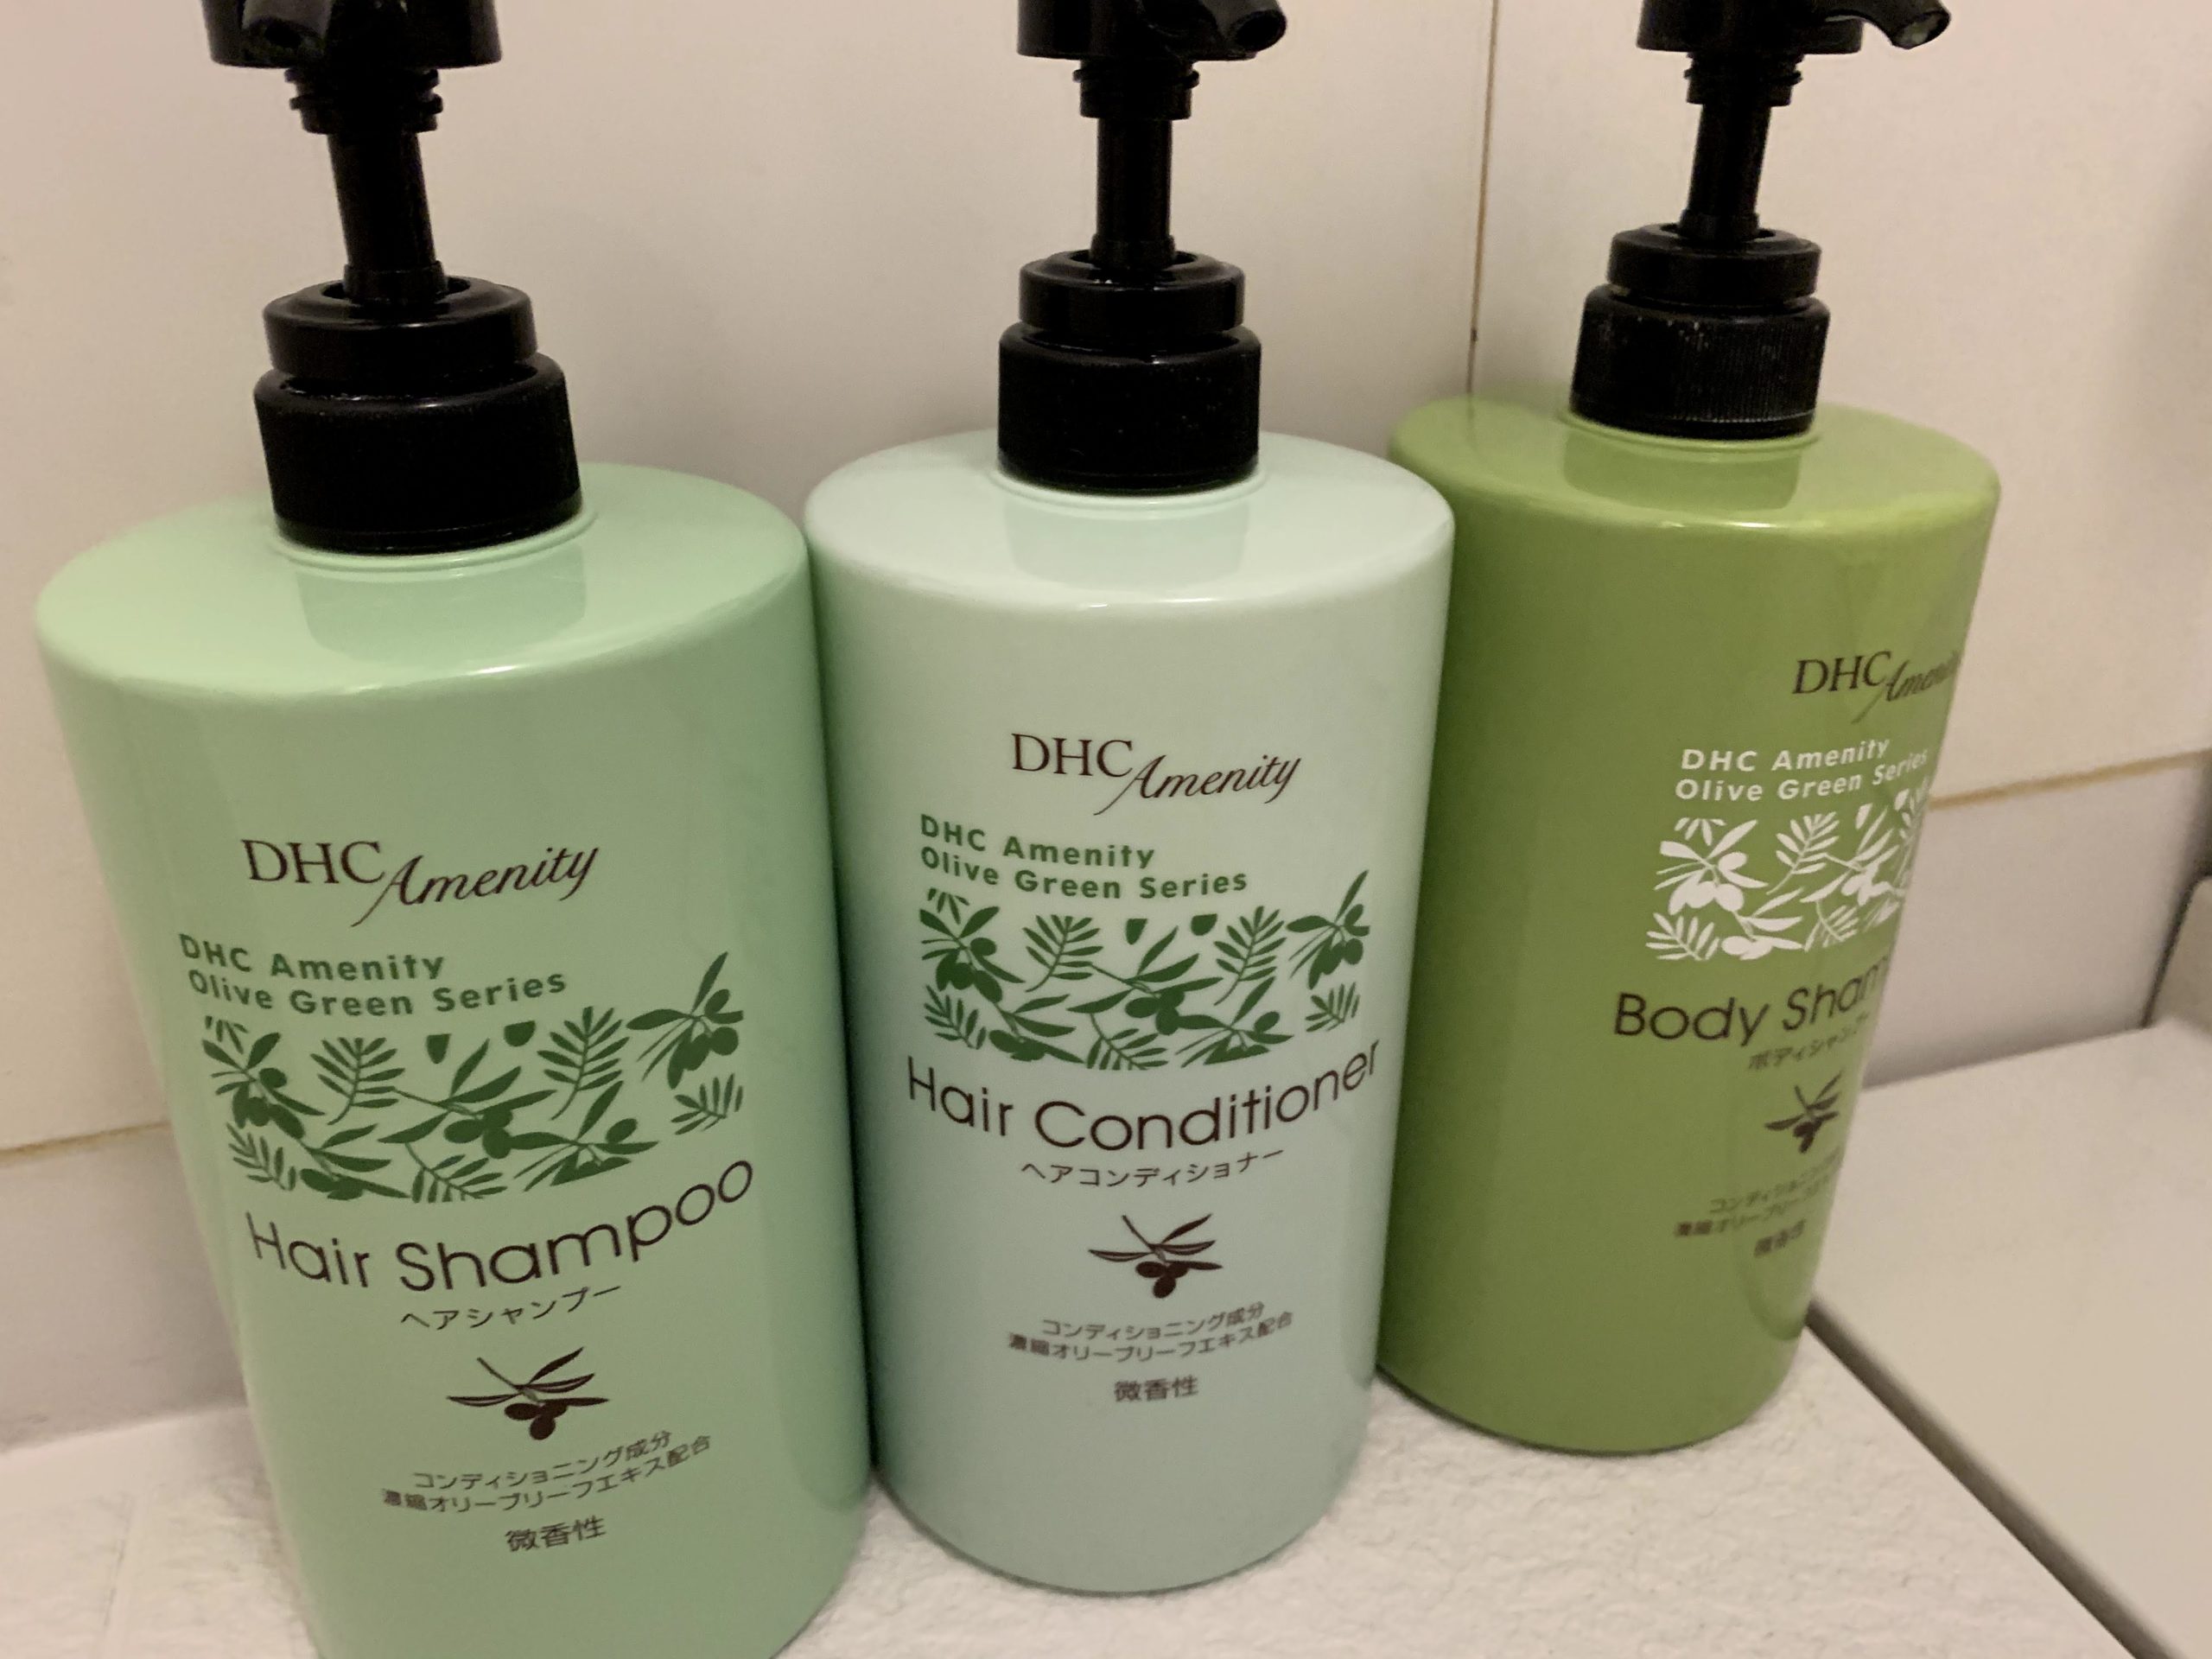 DHC Amenity
DHC Amenity
Olive Green Series
Hair Shampoo
ヘアシャンプー
コンディショニング成分
濃縮オリーブリーフエキス配合
微香性
DHC Amenity
DHC Amenity
Olive Green Series
Hair Conditioner
ヘアコンディショナー
コンディショニング成分
濃縮オリーブリーフエキス配合
微香性
DHC
DHC Amenity
Olive Green Series
Body
微香性